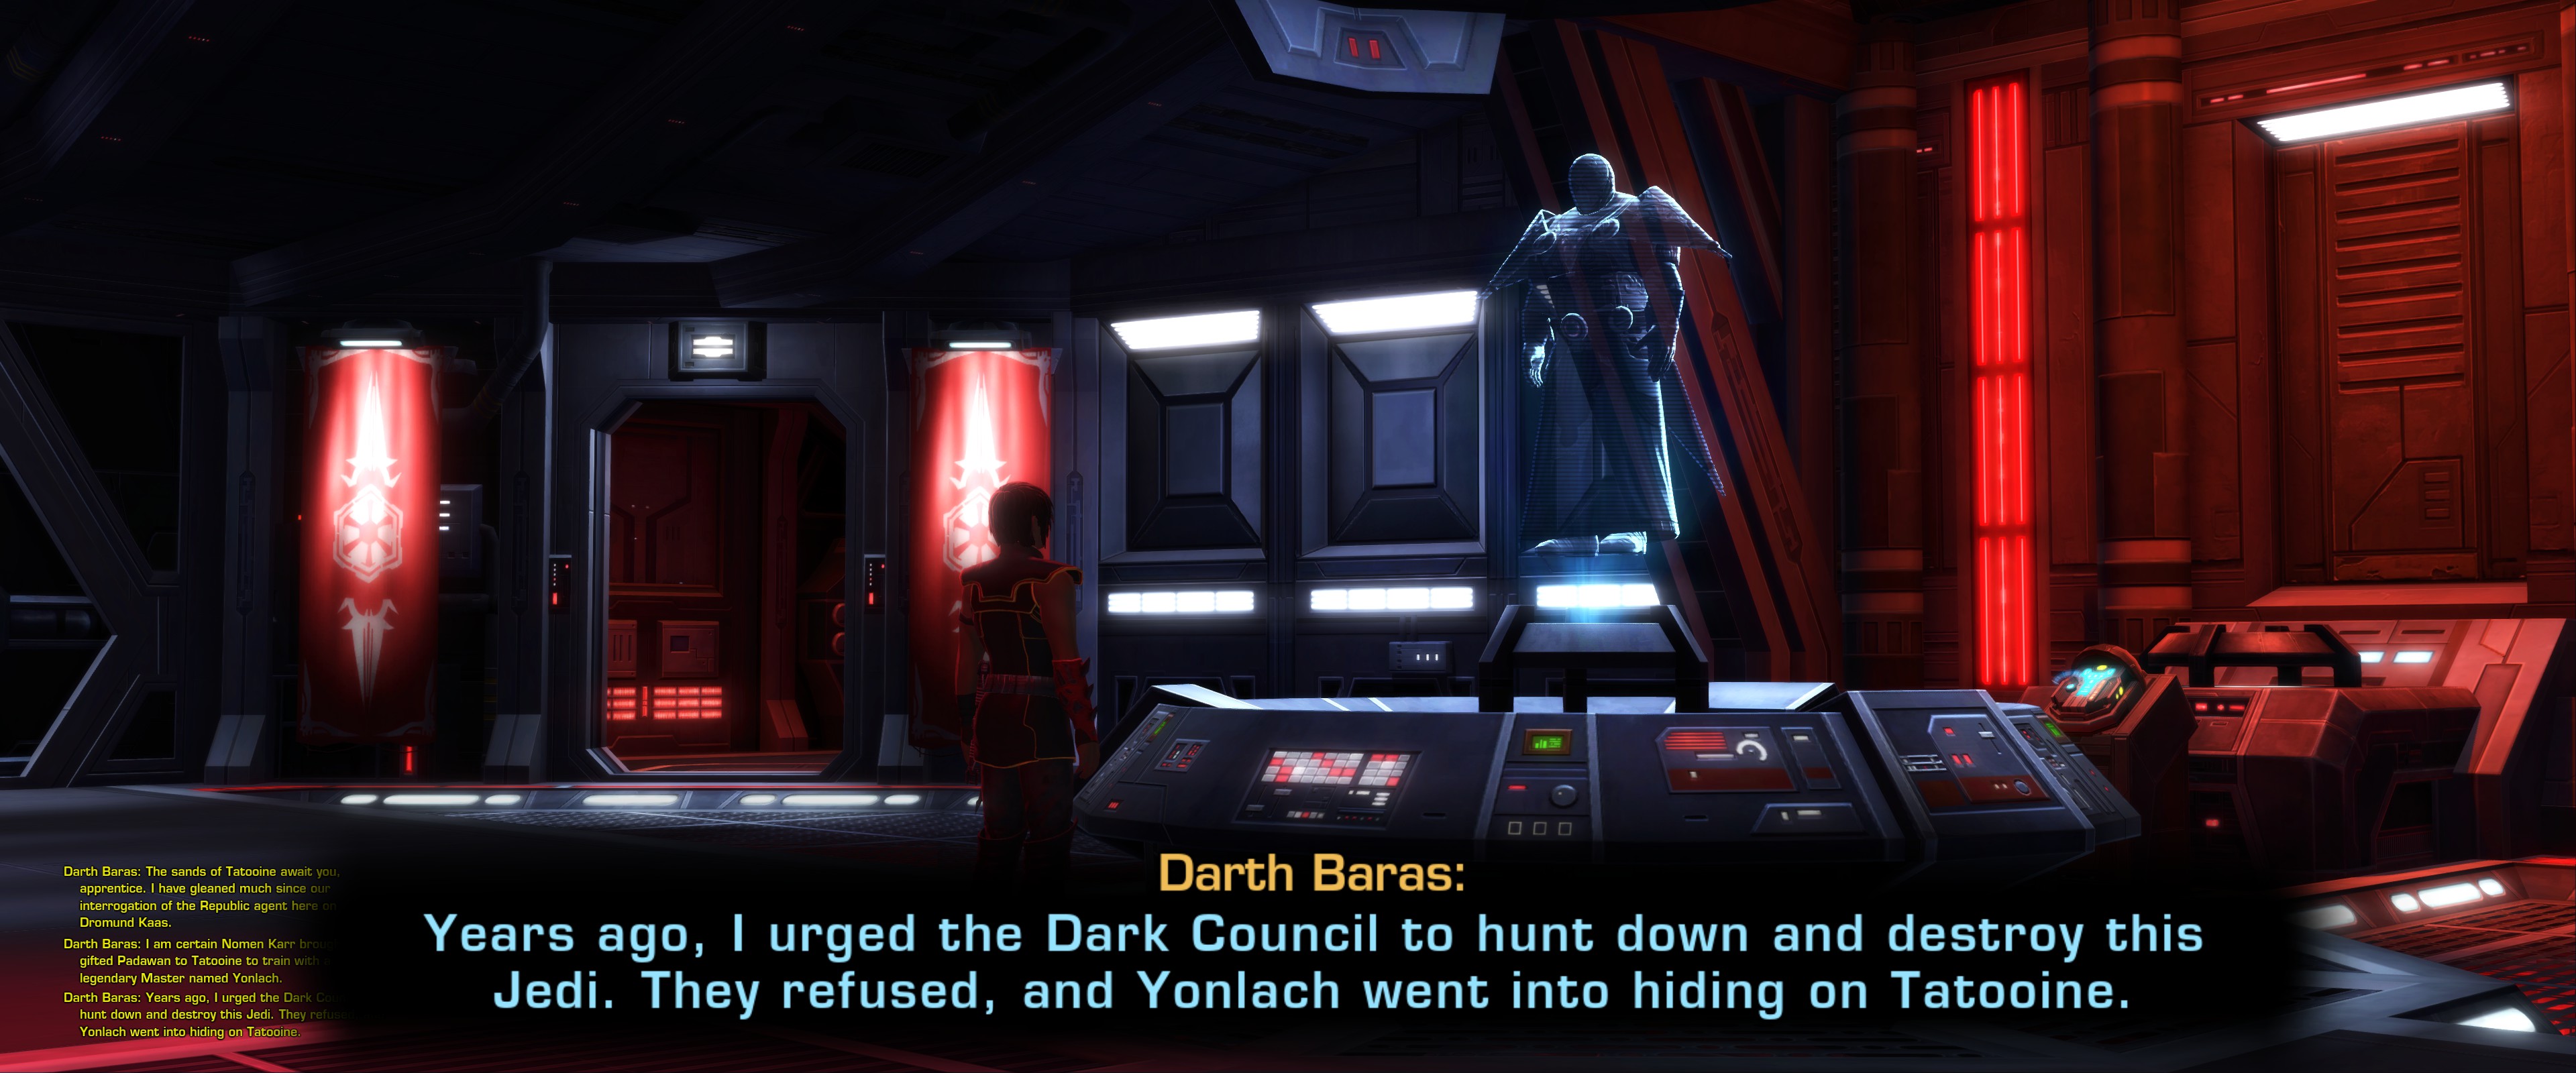 Darth Baras: The sands of Tatooine await you,
apprentice. I have gleaned much since our
interrogation of the Republic agent here on
Dromund Kaas.
Darth Baras: I am certain Nomen Karr
gifted Padawan to Tatooine to train with
legendary Master named Yonlach.
Darth Baras: Years ago, I urged the Dark
hunt down and destroy this Jedi. They
Yonlach went into hiding on Tatooine.
Darth Baras:
Years ago, I urged the Dark Council to hunt down and destroy this
Jedi. They refused, and Yonlach went into hiding on Tatooine.